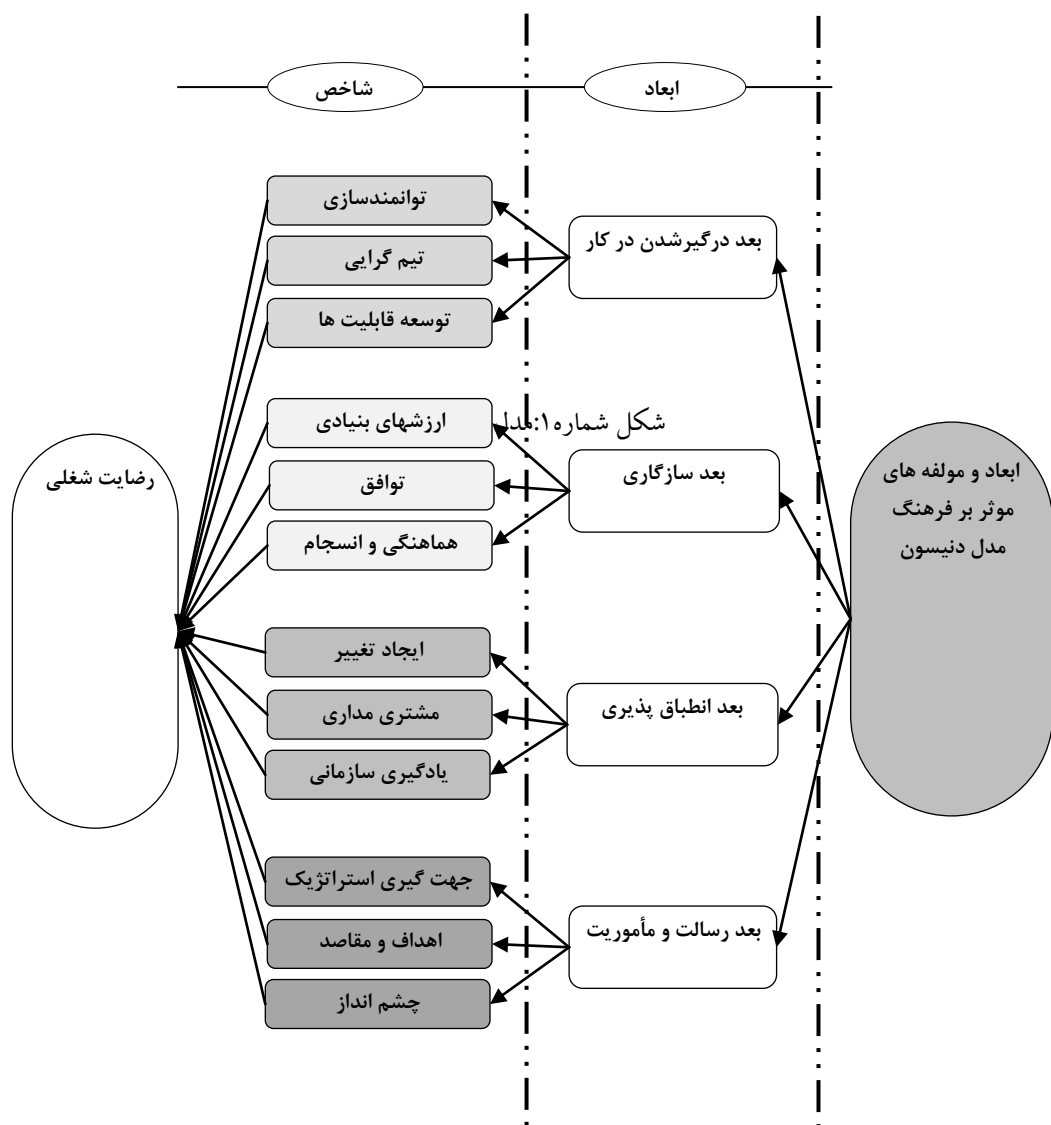 ابعاد
شاخص
ابعاد و مولفه های
موثر بر فرهنگ
مدل دنیسون
بعد درگیرشدن در کار
توانمندسازی
تیم گرایی
توسعه قابلیت ها
شکل شماره ۱:مدل
بعد سازگاری
ارزشهای بنیادی
توافق
هماهنگی و انسجام
بعد انطباق پذیری
ایجاد تغییر
مشتری مداری
یادگیری سازمانی
بعد رسالت و مأموریت
جهت گیری استراتژیک
اهداف و مقاصد
چشم انداز
رضایت شغلی